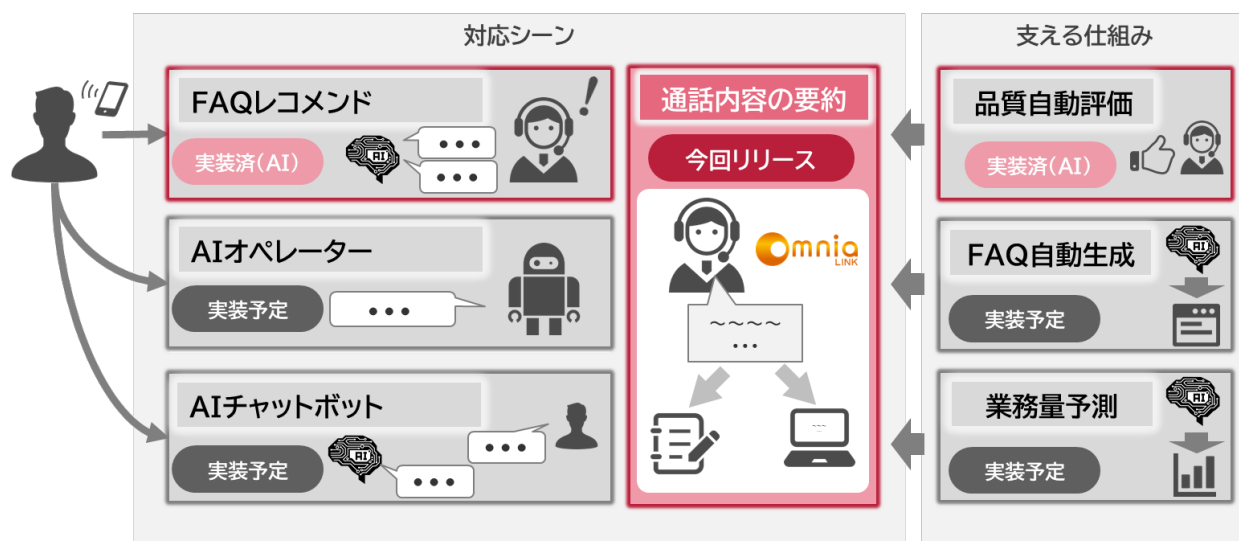 対応シーン
FAQレコメンド
実装済(AI)
AI
•••
•••
AIオペレーター
実装予定
•••
AIチャットボット
実装予定
AI
•••
•••
通話内容の要約
今回リリース
Omnia
LINK
~~~~
•••
支える仕組み
品質自動評価
実装済(AI)
FAQ自動生成
AI
実装予定
業務量予測
AI
実装予定